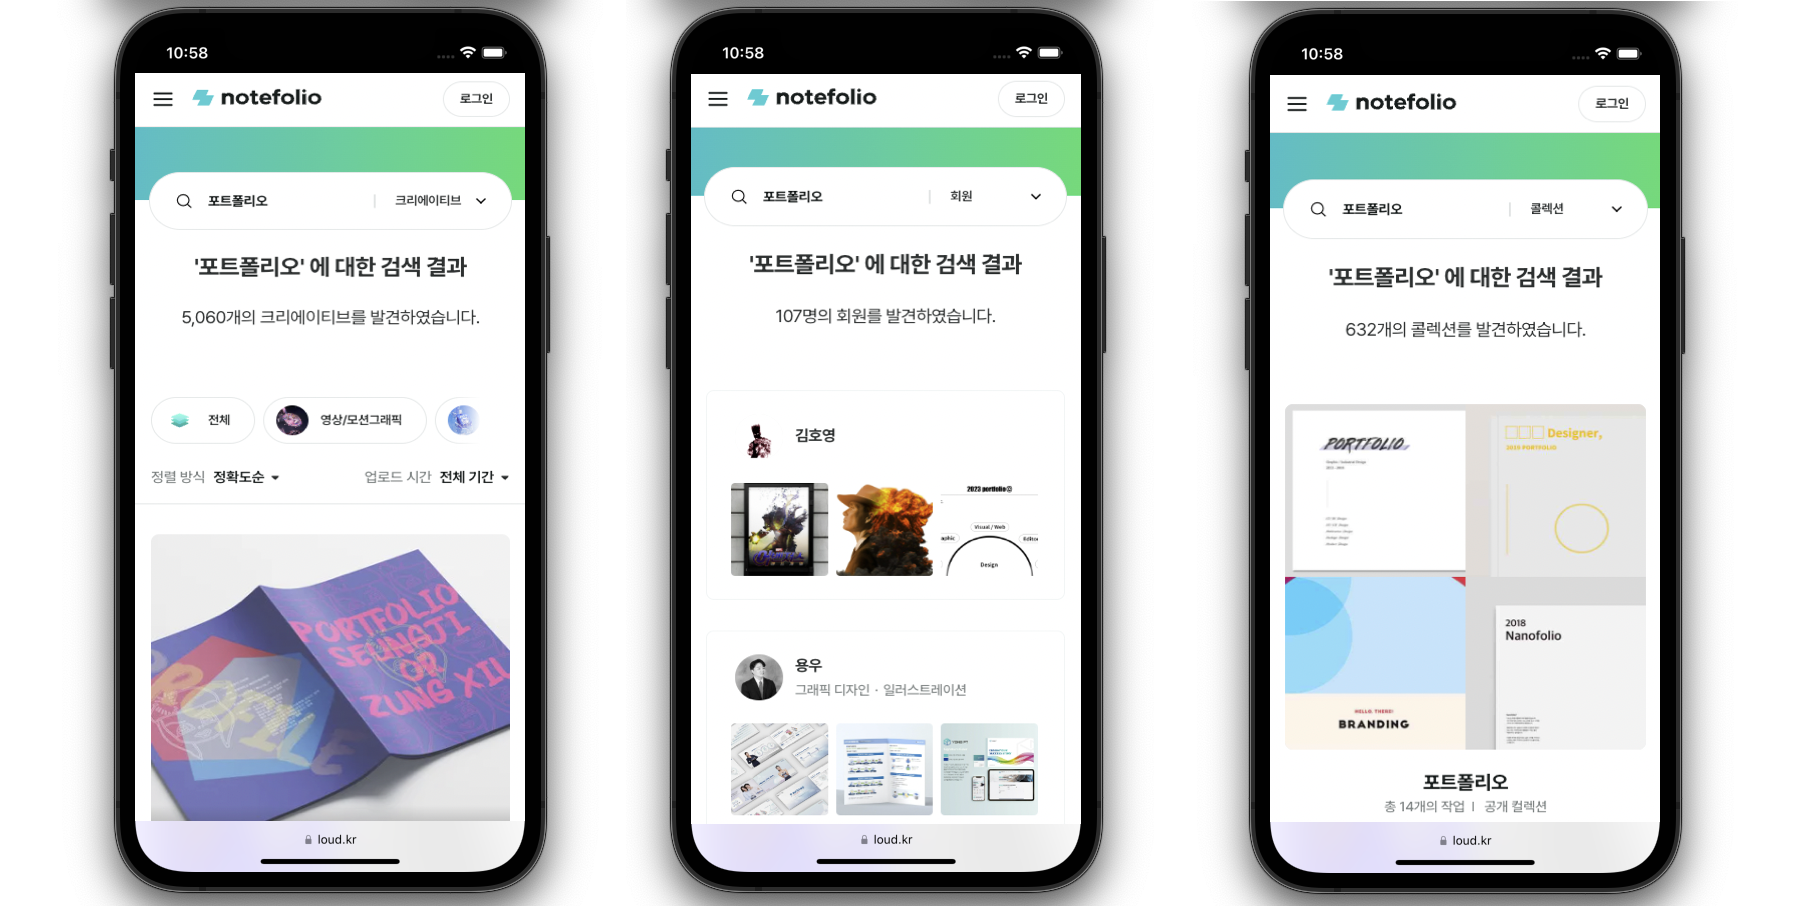 10:58
notefolio
로그인
포트폴리오 | 크리에이티브
'포트폴리오' 에 대한 검색 결과
5,060개의 크리에이티브를 발견하였습니다.
전체
영상/모션그래픽
정렬 방식 정확도순
업로드 시간 전체 기간
PORTFOLIO
SEUNGJI
OR
ZUNG XIU
loud.kr
10:58
notefolio
로그인
포트폴리오 | 회원
'포트폴리오' 에 대한 검색 결과
107명의 회원를 발견하였습니다.
김호영
2023 portfolio
Visual / Web
aphic
Editor
Design
용우
그래픽 디자인 · 일러스트레이션
loud.kr
10:58
notefolio
로그인
포트폴리오 | 콜렉션
'포트폴리오' 에 대한 검색 결과
632개의 콜렉션를 발견하였습니다.
PORTFOLIO
Designer,
2018
Nanofolio
HELLO THERE!
BRANDING
포트폴리오
총 14개의 작업 | 공개 컬렉션
loud.kr